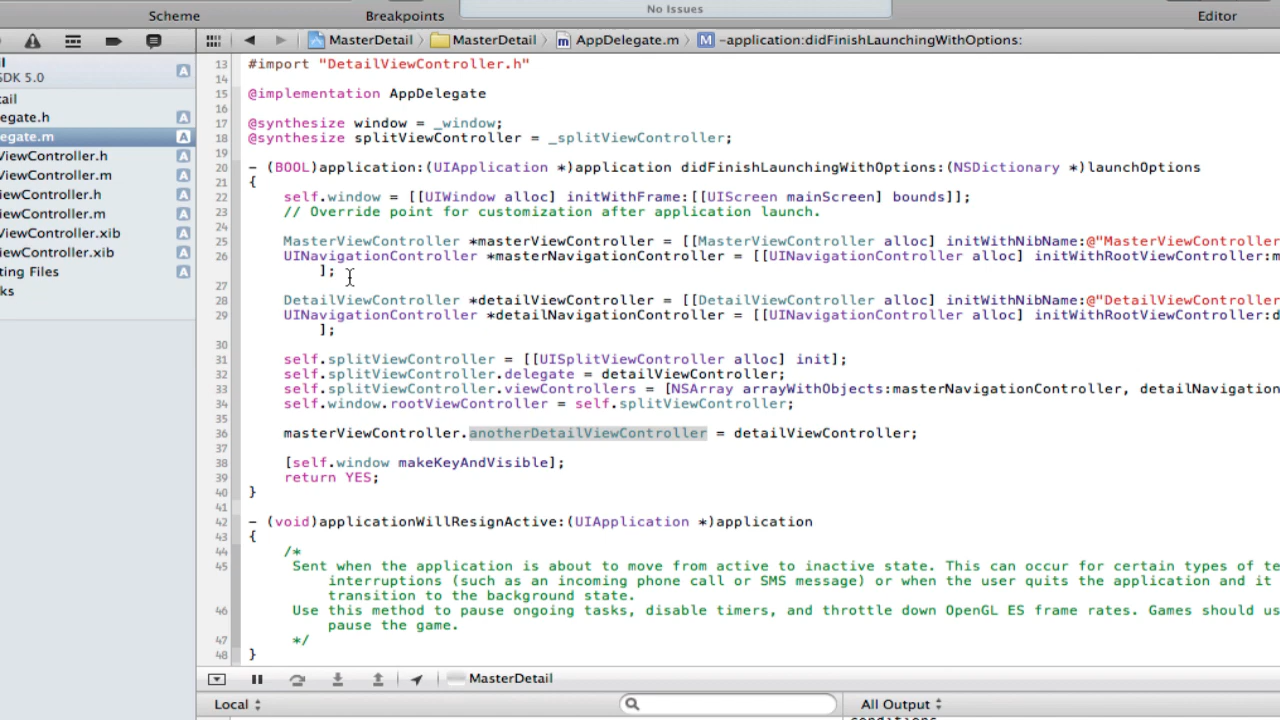 No Issues
Scheme
Breakpoints
Editor
MasterDetail
MasterDetail
AppDelegate.m
M
-application:didFinishLaunchingWithOptions:
il
SDK 5.0
A
tail
egate.h
A
egate.m
A
ViewController.h
A
ViewController.m
A
iewController.h
A
iewController.m
A
iewController.xib
A
iewController.xib
A
ting Files
A
ks
13 #import "DetailViewController.h"
14
15 @implementation AppDelegate
16
17 @synthesize window = _window;
18 @synthesize splitViewController = _splitViewController;
19
20 - (BOOL)application:(UIApplication *)application didFinishLaunchingWithOptions:(NSDictionary *)launchOptions
21 {
22 self.window = [[UIWindow alloc] initWithFrame:[[UIScreen mainScreen] bounds]];
23 // Override point for customization after application launch.
24
25 MasterViewController *masterViewController = [[MasterViewController alloc] initWithNibName:@"MasterViewController
26 UINavigationController *masterNavigationController = [[UINavigationController alloc] initWithRootViewController:m
];
27
28 DetailViewController *detailViewController = [[DetailViewController alloc] initWithNibName:@"DetailViewController
29 UINavigationController *detailNavigationController = [[UINavigationController alloc] initWithRootViewController:d
];
30
31 self.splitViewController = [[UISplitViewController alloc] init];
32 self.splitViewController.delegate = detailViewController;
33 self.splitViewController.viewControllers = [NSArray arrayWithObjects:masterNavigationController, detailNavigation
34 self.window.rootViewController = self.splitViewController;
35
36 masterViewController.anotherDetailViewController = detailViewController;
37
38 [self.window makeKeyAndVisible];
39 return YES;
40 }
41
42 - (void)applicationWillResignActive:(UIApplication *)application
43 {
44 /*
45 Sent when the application is about to move from active to inactive state. This can occur for certain types of te
interruptions (such as an incoming phone call or SMS message) or when the user quits the application and it
transition to the background state.
46 Use this method to pause ongoing tasks, disable timers, and throttle down OpenGL ES frame rates. Games should us
pause the game.
47 */
48 }
MasterDetail
Local
All Output
conditions